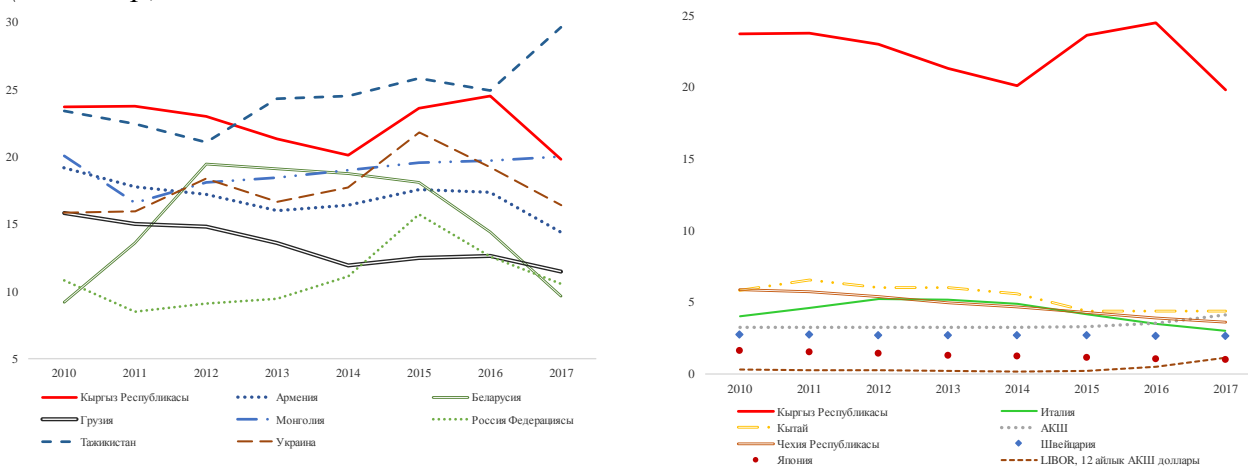 30
25
20
15
10
5
2010 2011 2012 2013 2014 2015 2016 2017
Кыргыз Республикасы Армения Беларусия
Грузия Монголия Россия Федерациясы
Тажикистан Украина
25
20
15
10
5
0
2010 2011 2012 2013 2014 2015 2016 2017
Кыргыз Республикасы Италия
Кытай АКШ
Чехия Республикасы Швейцария
Япония LIBOR, 12 айлык АКШ доллары